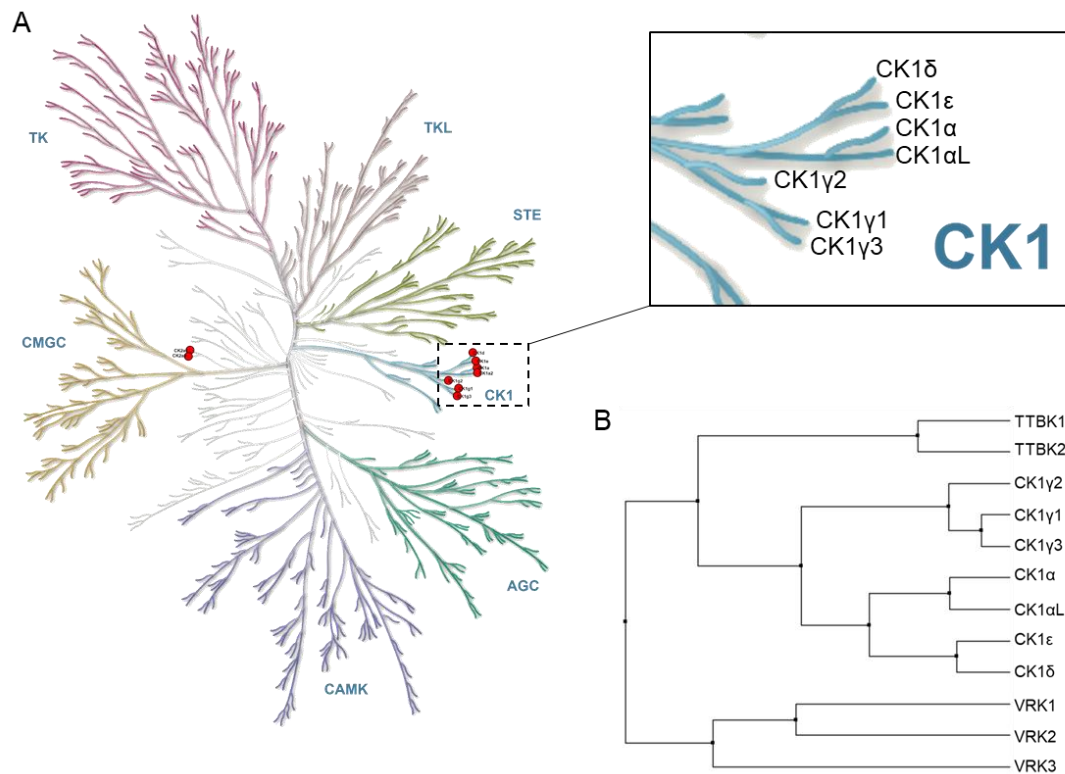 A
TK
TKL
STE
CMGC
CK1
AGC
CAMK
CK1δ
CK1ε
CK1α
CK1αL
CK1γ2
CK1γ1
CK1γ3
CK1
B
TTBK1
TTBK2
CK1γ2
CK1γ1
CK1γ3
CK1α
CK1αL
CK1ε
CK1δ
VRK1
VRK2
VRK3